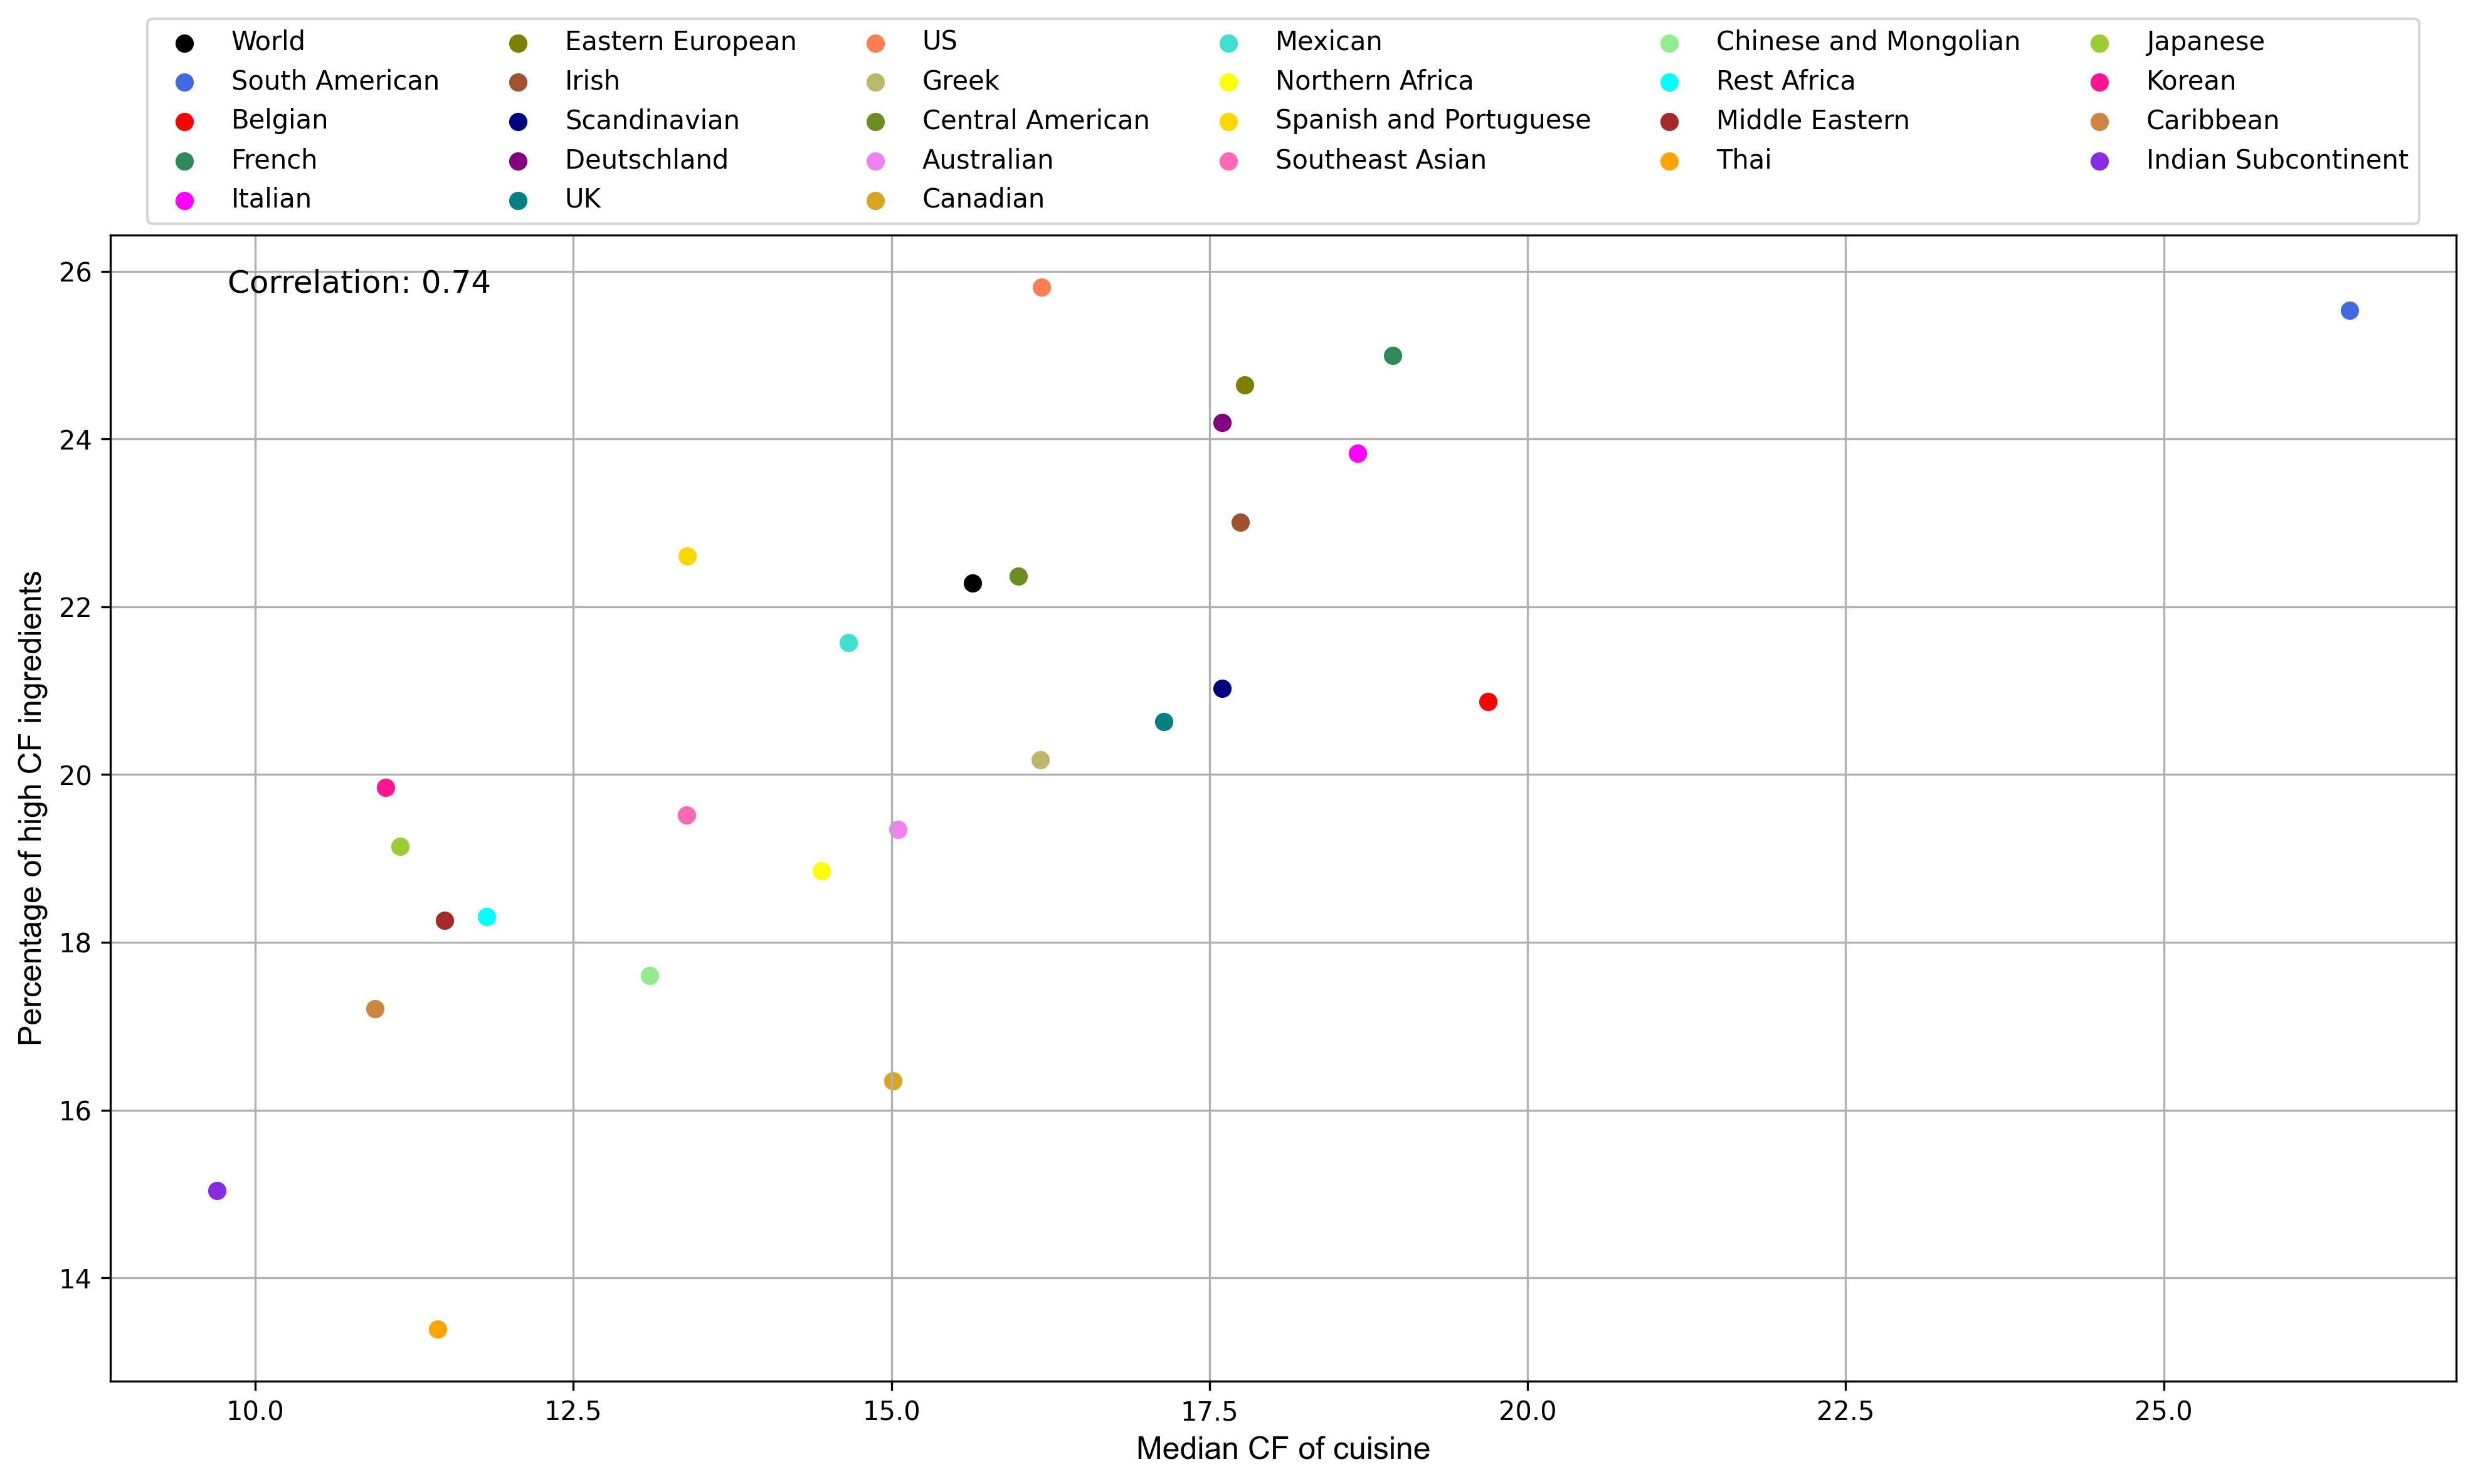 World
South American
Belgian
French
Italian
Eastern European
Irish
Scandinavian
Deutschland
UK
US
Greek
Central American
Australian
Canadian
Mexican
Northern Africa
Spanish and Portuguese
Southeast Asian
Chinese and Mongolian
Rest Africa
Middle Eastern
Thai
Japanese
Korean
Caribbean
Indian Subcontinent
Correlation: 0.74
Percentage of high CF ingredients
26
24
22
20
18
16
14
10.0
12.5
15.0
17.5
20.0
22.5
25.0
Median CF of cuisine